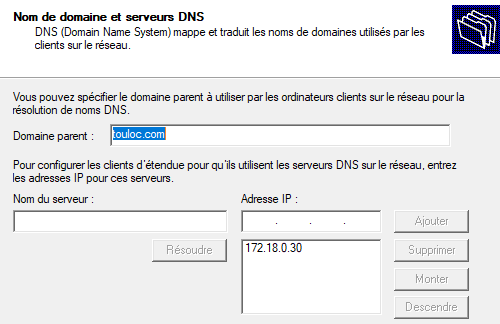 Nom de domaine et serveurs DNS
DNS (Domain Name System) mappe et traduit les noms de domaines utilisés par les
clients sur le réseau.
Vous pouvez spécifier le domaine parent à utiliser par les ordinateurs clients sur le réseau pour la
résolution de noms DNS.
Domaine parent : touloc.com
Pour configurer les clients d'étendue pour qu'ils utilisent les serveurs DNS sur le réseau, entrez
les adresses IP pour ces serveurs.
Nom du serveur : Adresse IP :
. . . Ajouter
Résoudre 172.18.0.30 Supprimer
Monter
Descendre